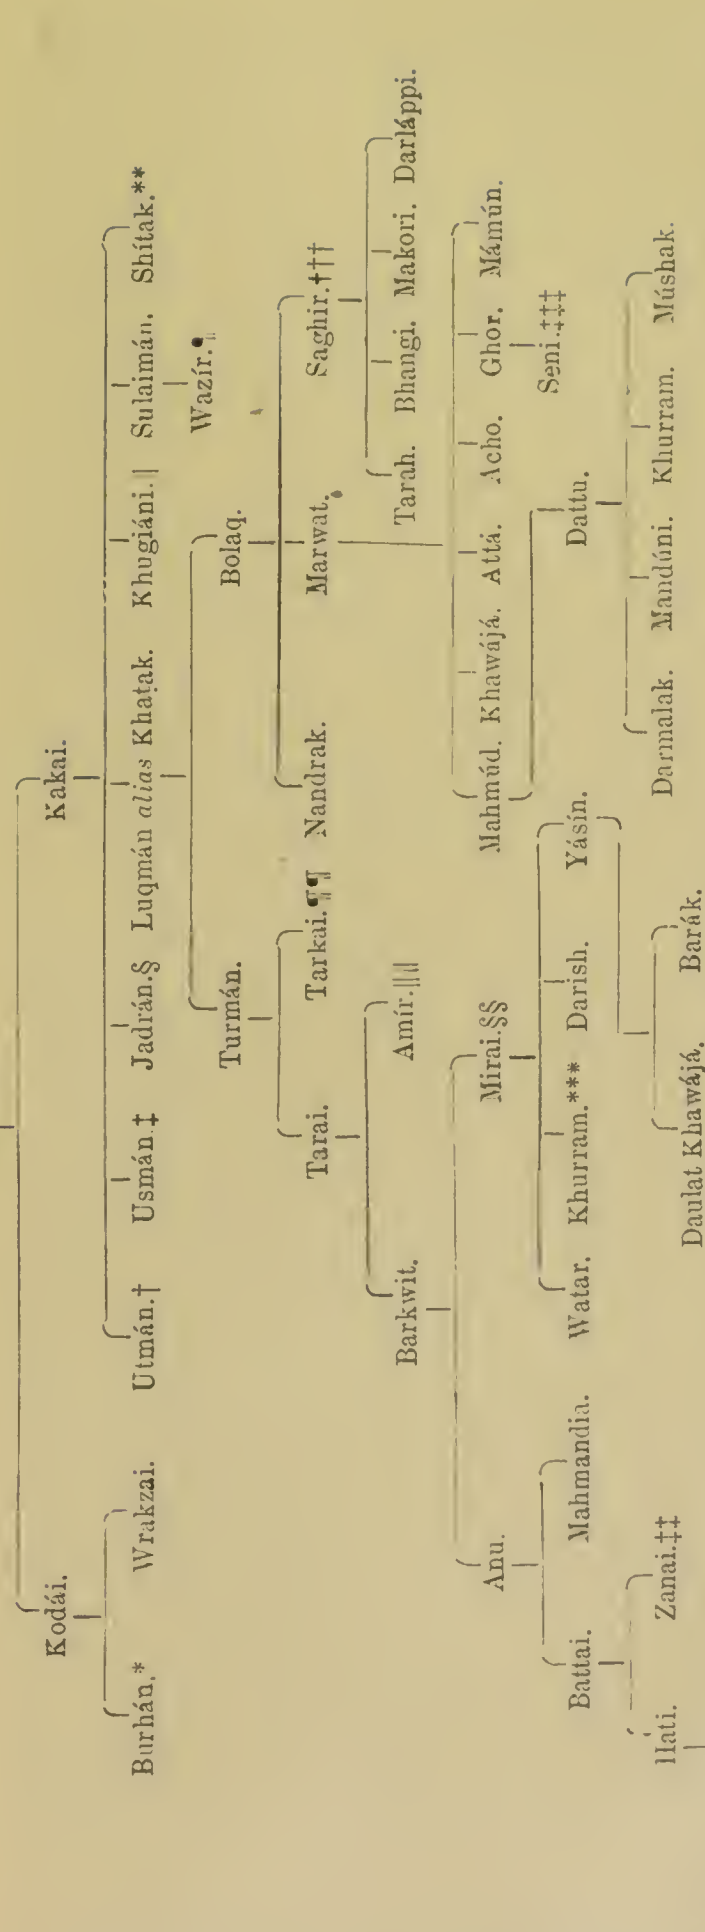 Kodái. Kakai.
Burhán.* Wrakzai. Utmán.† Usmán.‡ Jadrán.§ Luqmán alias Khaṭak. Khugiáni.|| Sulaimán. Shítak.**
Wazír.¶
Turmán. Bolaq.
Tarai. Tarkai.¶¶ Nandrak. Marwat. Saghir.†††
Barkwit. Amír.|||| Tarah. Bhangi. Makori. Darláppi.
Anu. Mirai.§§ Mahmúd. Khawájá. Attá. Acho. Ghor. Mámún.
Seni.‡‡‡
Battai. Mahmandia. Watar. Khurram.*** Darish. Yásín. Dattu.
Hati. Zanai.‡‡ Darmalak. Mandúni. Khurram. Múshak.
Daulat Khawájá. Barák.